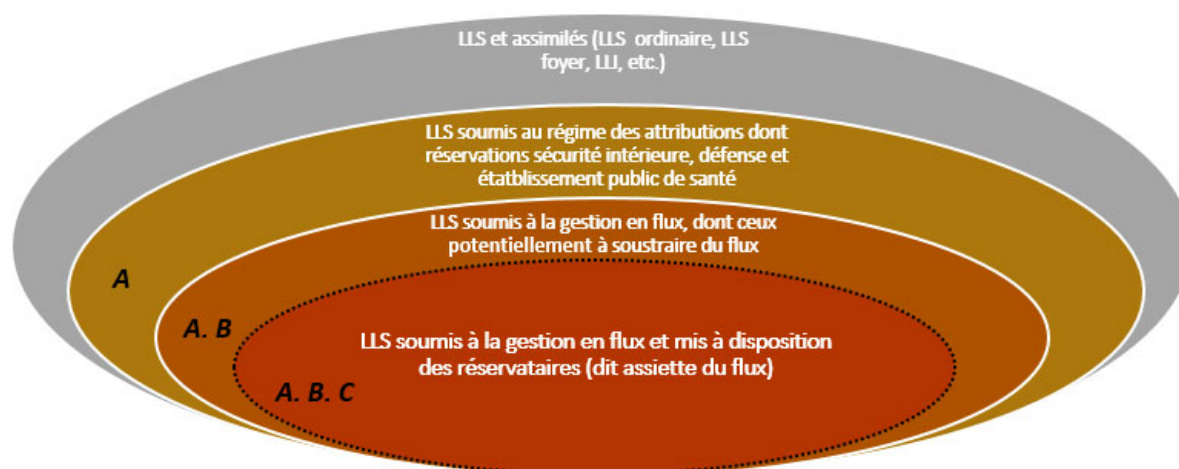 LLS et assimilés (LLS ordinaire, LLS
foyer, LLI, etc.)
LLS soumis au régime des attributions dont
réservations sécurité intérieure, défense et
étatblissement public de santé
LLS soumis à la gestion en flux, dont ceux
potentiellement à soustraire du flux
A
A. B
LLS soumis à la gestion en flux et mis à disposition
des réservataires (dit assiette du flux)
A. B. C